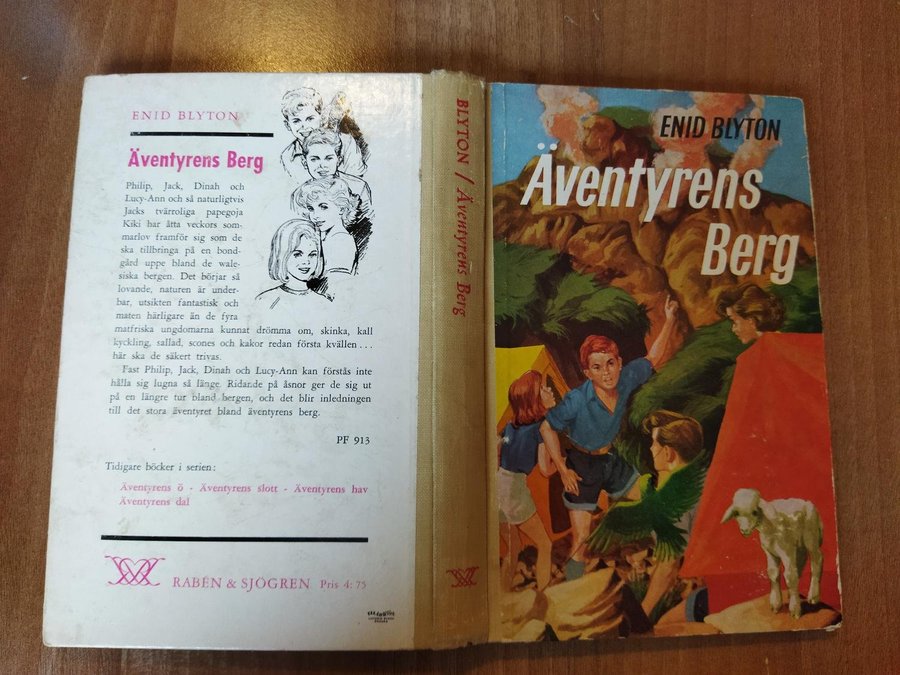 ENID BLYTON
Äventyrens Berg
Philip, Jack, Dinah och
Lucy-Ann och så naturligtvis
Jacks tvärroliga papegoja
Kiki har åtta veckors som-
marlov framför sig som de
ska tillbringa på en bond-
gård uppe bland de wale-
siska bergen. Det börjar så
lovande, naturen är under-
bar, utsikten fantastisk och
maten härligare än de fyra
matfriska ungdomarna kunnat drömma om, skinka, kall
kyckling, sallad, scones och kakor redan första kvällen . . .
här ska de säkert trivas.
Fast Philip, Jack, Dinah och Lucy-Ann kan förstås inte
hålla sig lugna så länge. Ridande på åsnor ger de sig ut
på en längre tur bland bergen, och det blir inledningen
till det stora äventyret bland äventyrens berg.
PF 913
Tidigare böcker i serien:
Äventyrens ö - Äventyrens slott - Äventyrens hav
Äventyrens dal
RABÉN & SJÖGREN Pris 4: 75
BLYTON / Äventyrens Berg
ENID BLYTON
Äventyrens
Berg